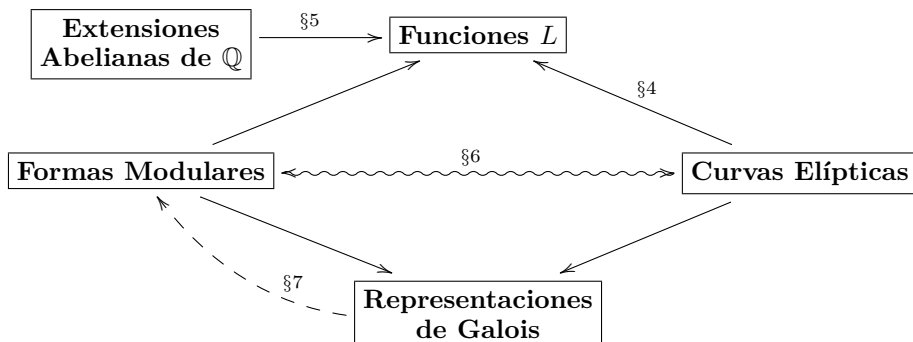 Extensiones
Abelianas de ℚ
§5
Funciones L
§4
Formas Modulares
§6
Curvas Elípticas
§7
Representaciones
de Galois